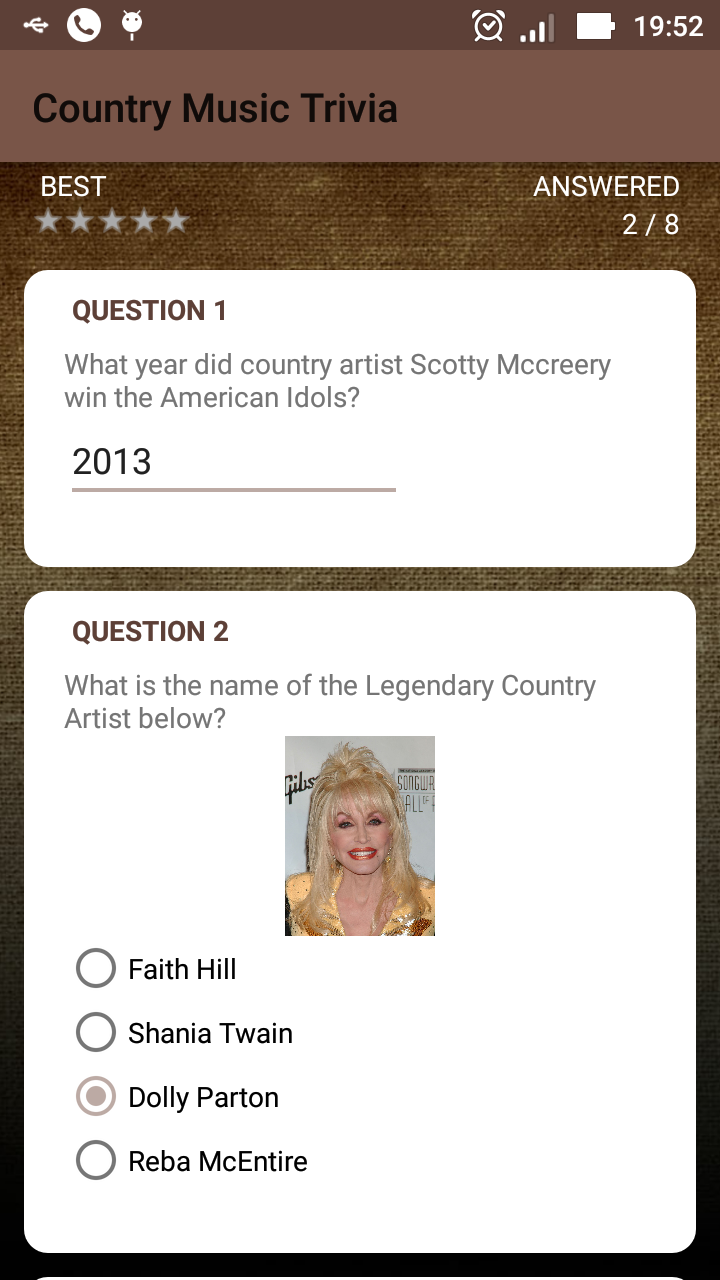 19:52
Country Music Trivia
BEST
ANSWERED
2 / 8
QUESTION 1
What year did country artist Scotty Mccreery
win the American Idols?
2013
QUESTION 2
What is the name of the Legendary Country
Artist below?
Gibs
SONGWR
HALL OF
Faith Hill
Shania Twain
Dolly Parton
Reba McEntire